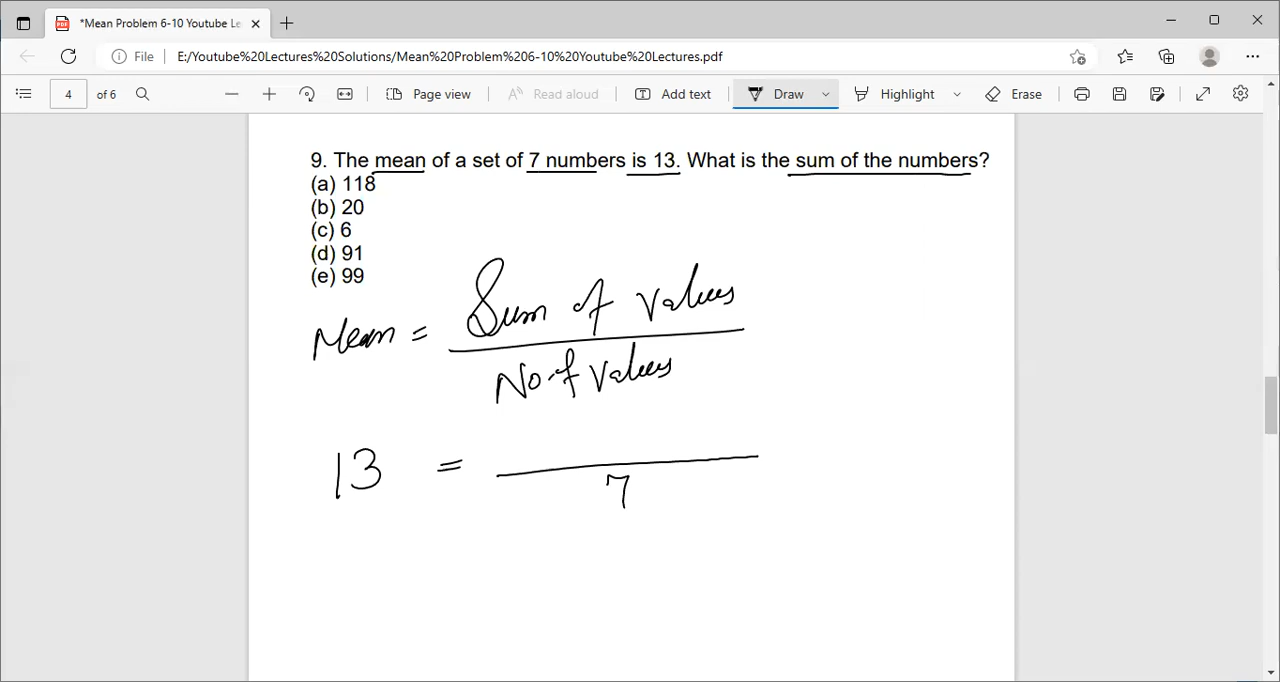 *Mean Problem 6-10 Youtube Le
File E:/Youtube%20Lectures%20Solutions/Mean%20Problem%206-10%20Youtube%20Lectures.pdf
4 of 6 Page view Read aloud Add text Draw Highlight Erase
9. The mean of a set of 7 numbers is 13. What is the sum of the numbers?
(a) 118
(b) 20
(c) 6
(d) 91
(e) 99
Sum of values
Mean =
No. of values
13 =
7